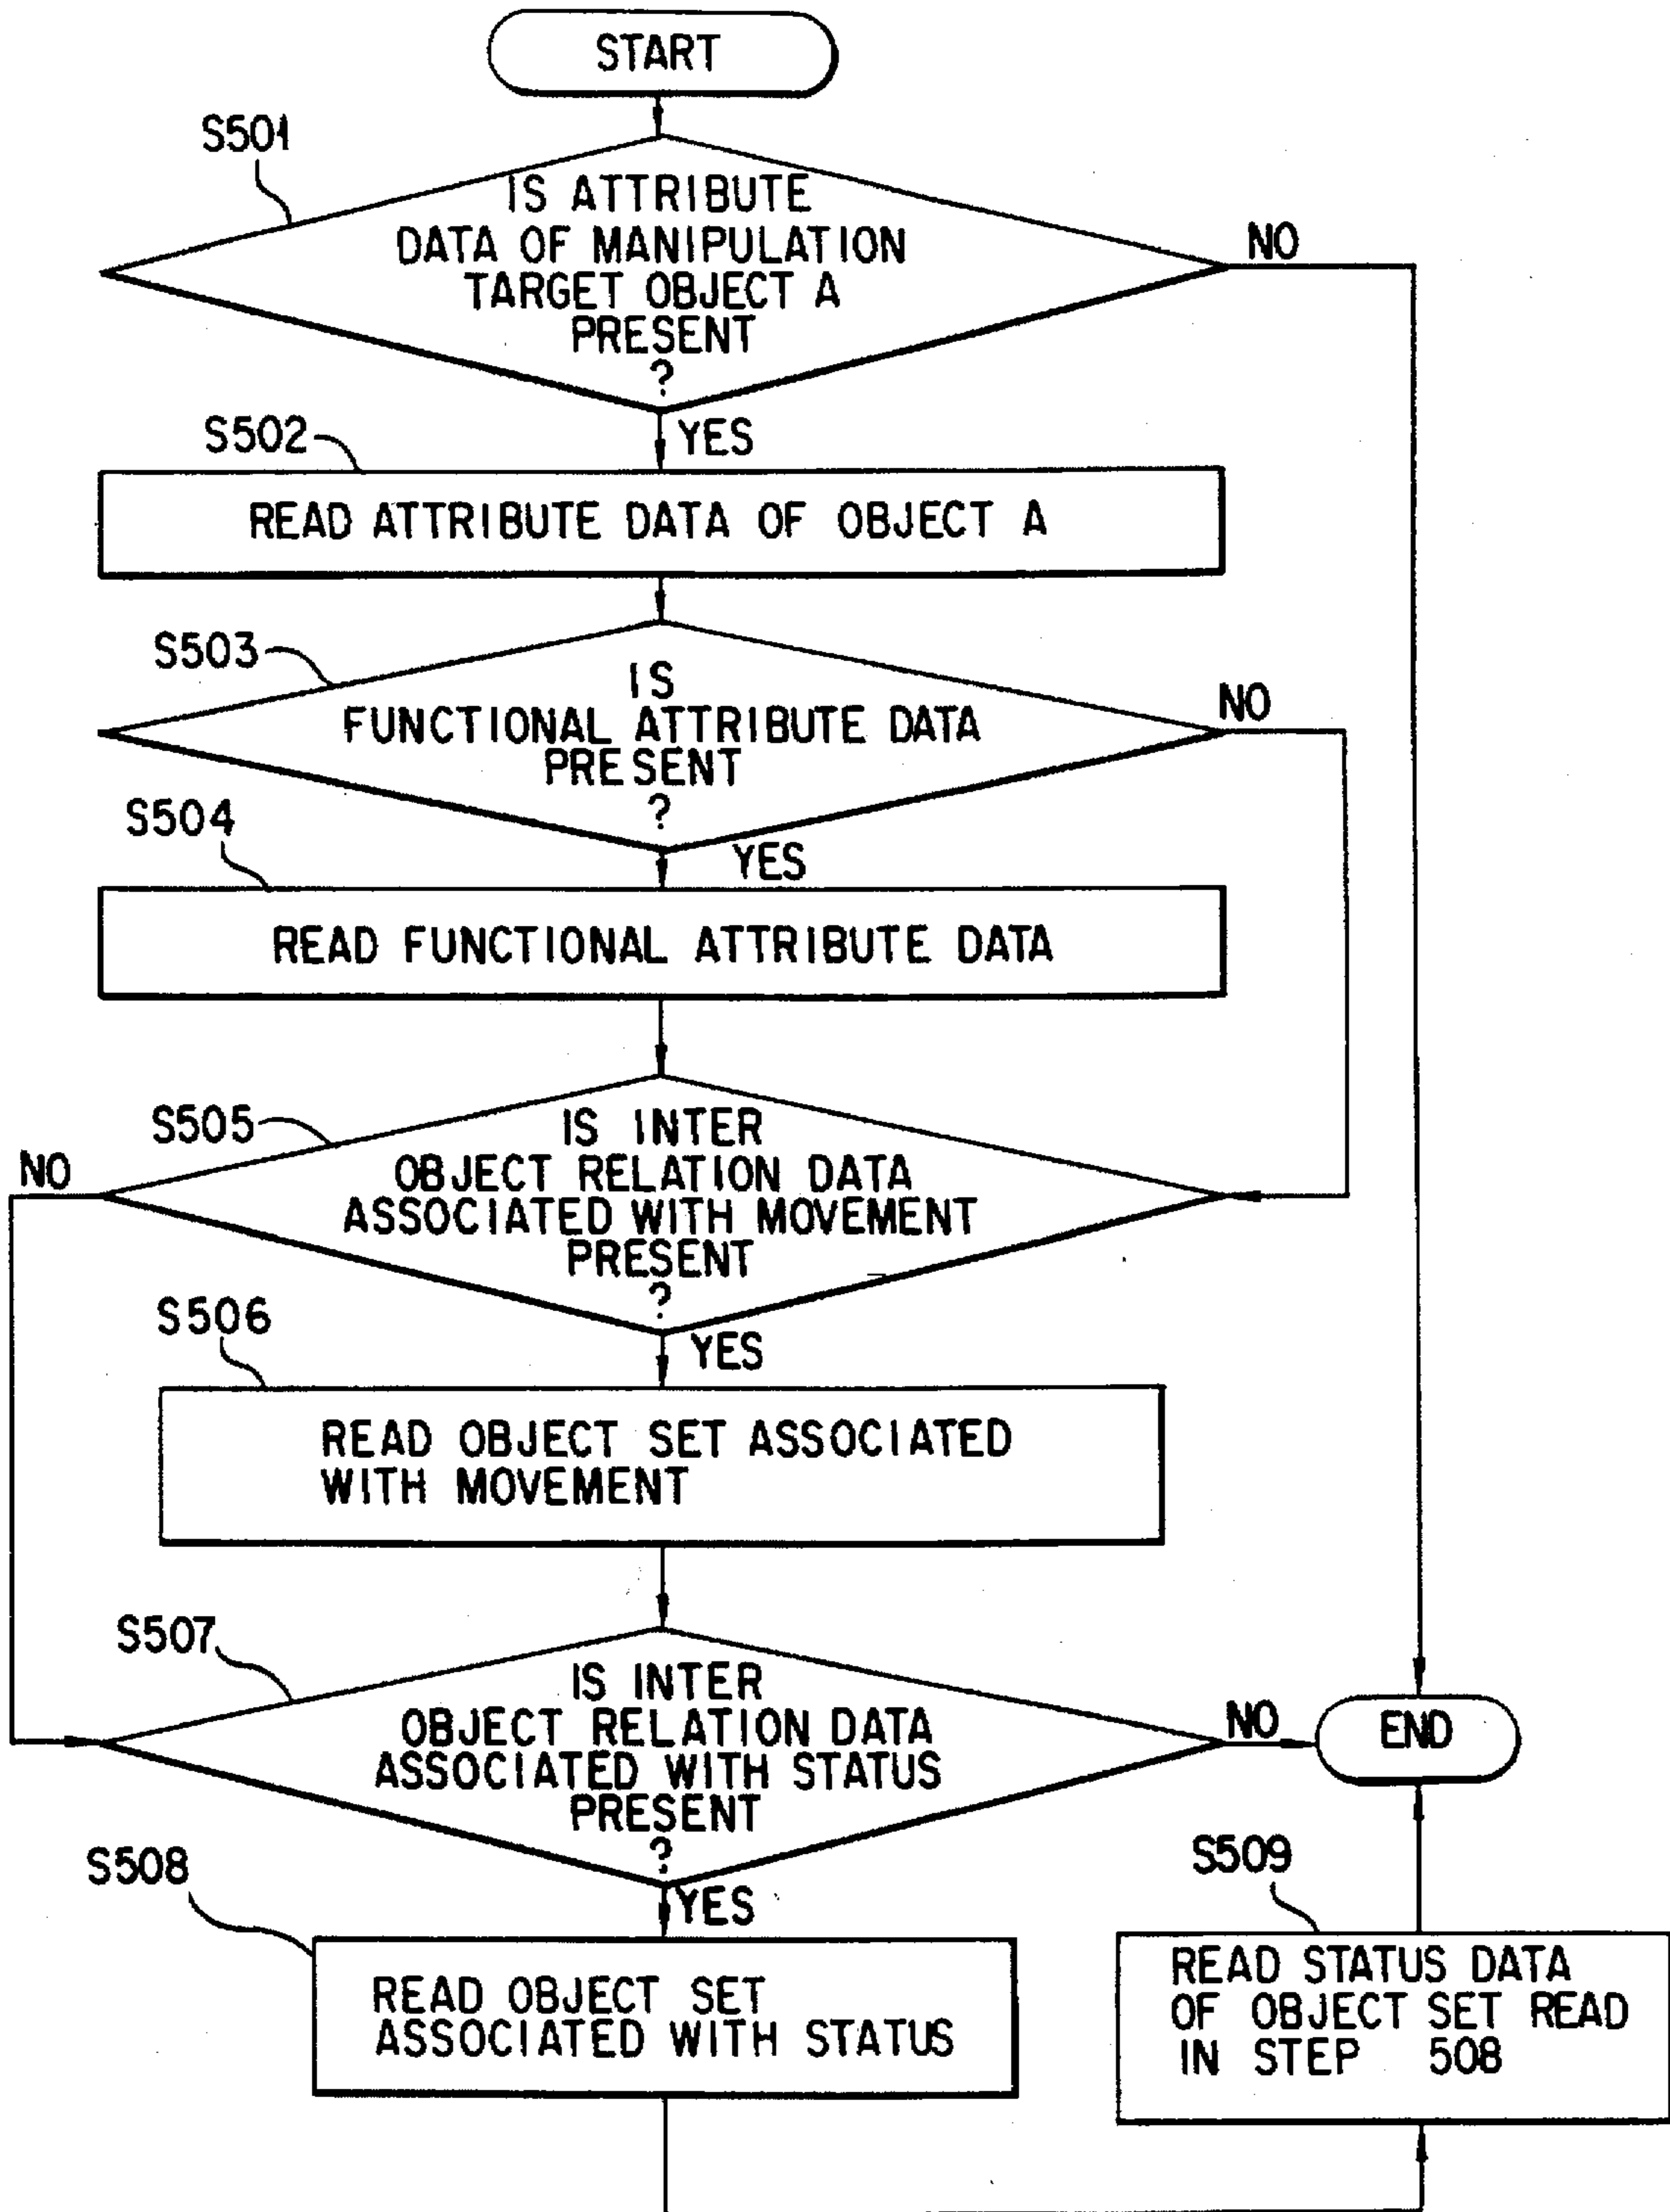 START
S501
IS ATTRIBUTE
DATA OF MANIPULATION
TARGET OBJECT A
PRESENT
?
NO
YES
S502
READ ATTRIBUTE DATA OF OBJECT A
S503
IS
FUNCTIONAL ATTRIBUTE DATA
PRESENT
?
NO
YES
S504
READ FUNCTIONAL ATTRIBUTE DATA
S505
IS INTER
OBJECT RELATION DATA
ASSOCIATED WITH MOVEMENT
PRESENT
?
NO
YES
S506
READ OBJECT SET ASSOCIATED
WITH MOVEMENT
S507
IS INTER
OBJECT RELATION DATA
ASSOCIATED WITH STATUS
PRESENT
?
NO
END
YES
S508
READ OBJECT SET
ASSOCIATED WITH STATUS
S509
READ STATUS DATA
OF OBJECT SET READ
IN STEP 508